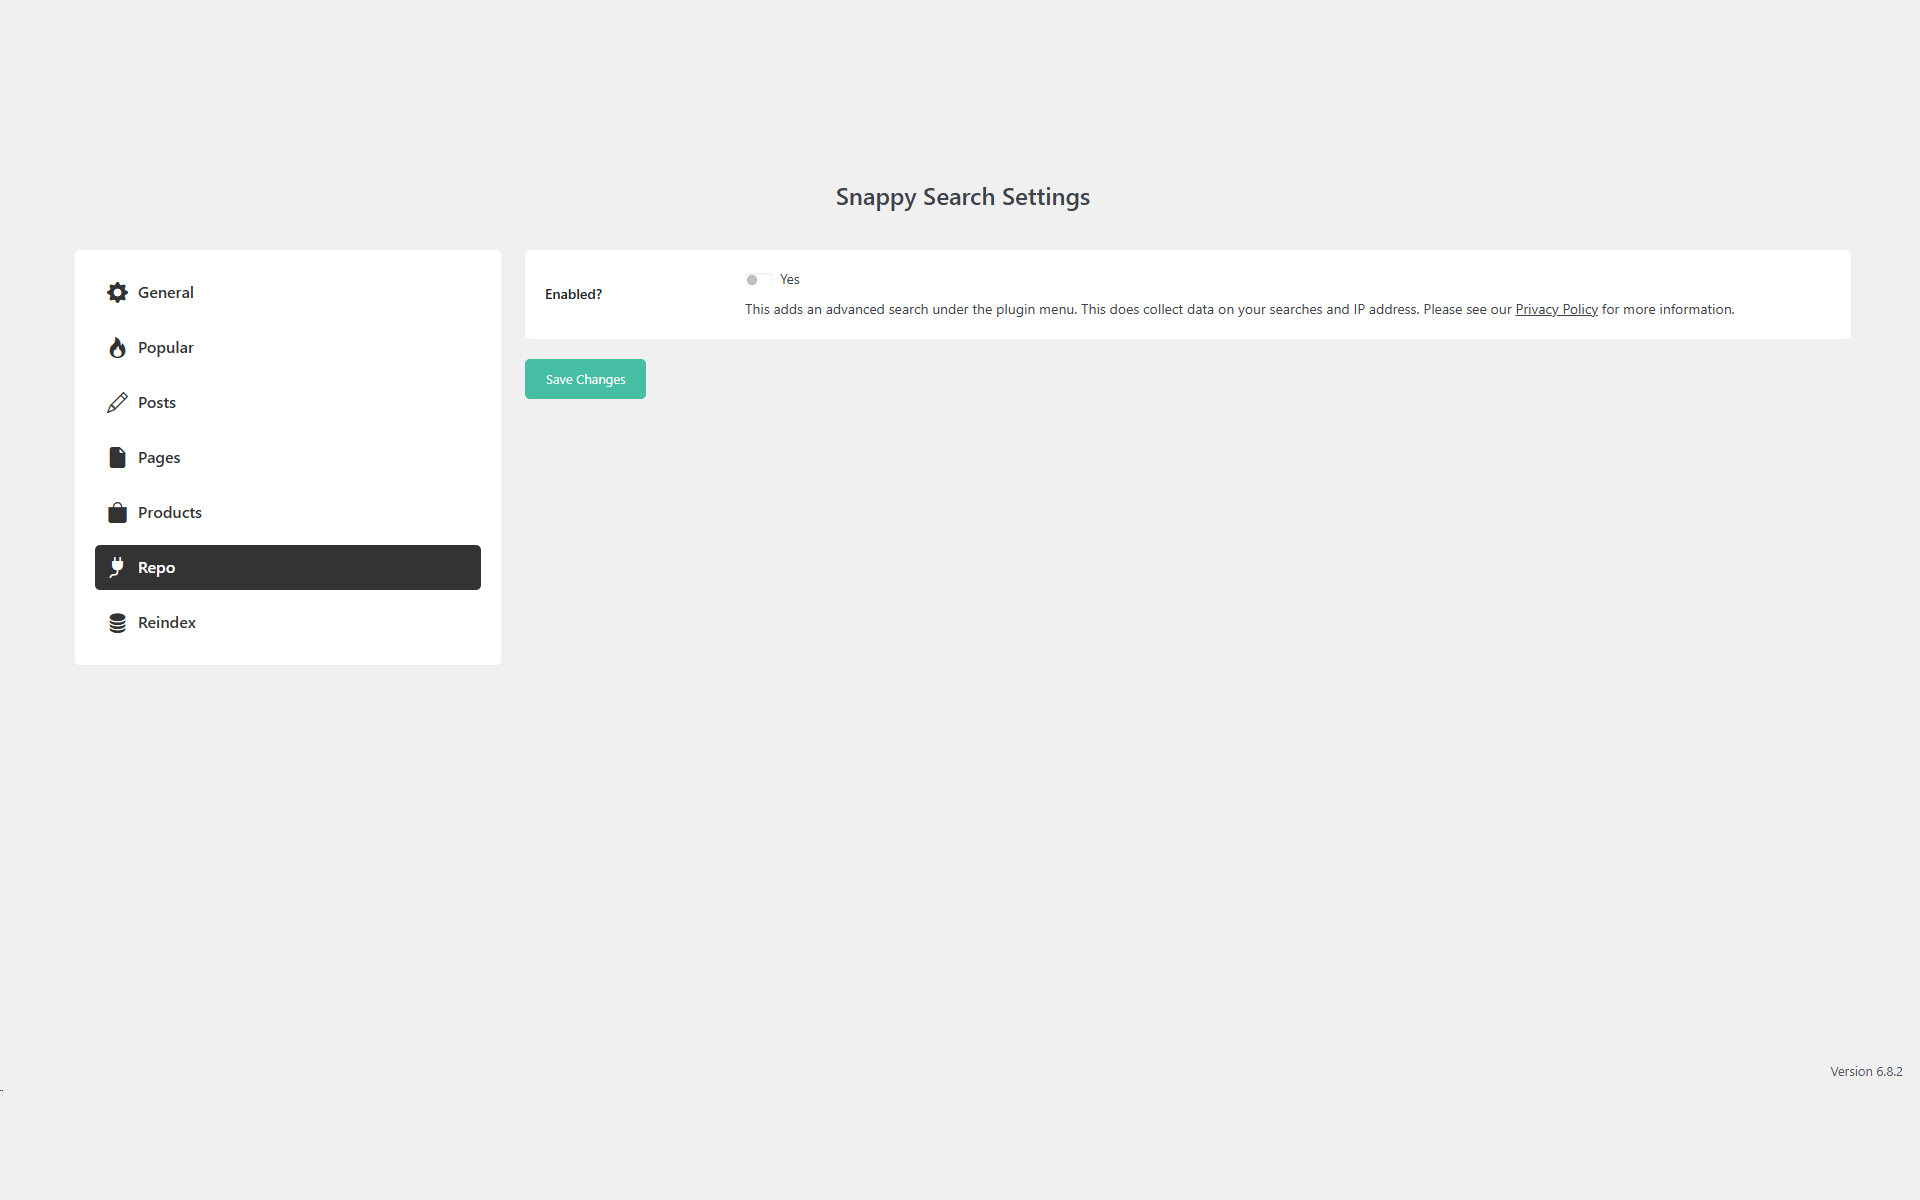 Snappy Search Settings
General
Popular
Posts
Pages
Products
Repo
Reindex
Enabled?
Yes
This adds an advanced search under the plugin menu. This does collect data on your searches and IP address. Please see our Privacy Policy for more information.
Save Changes
Version 6.8.2